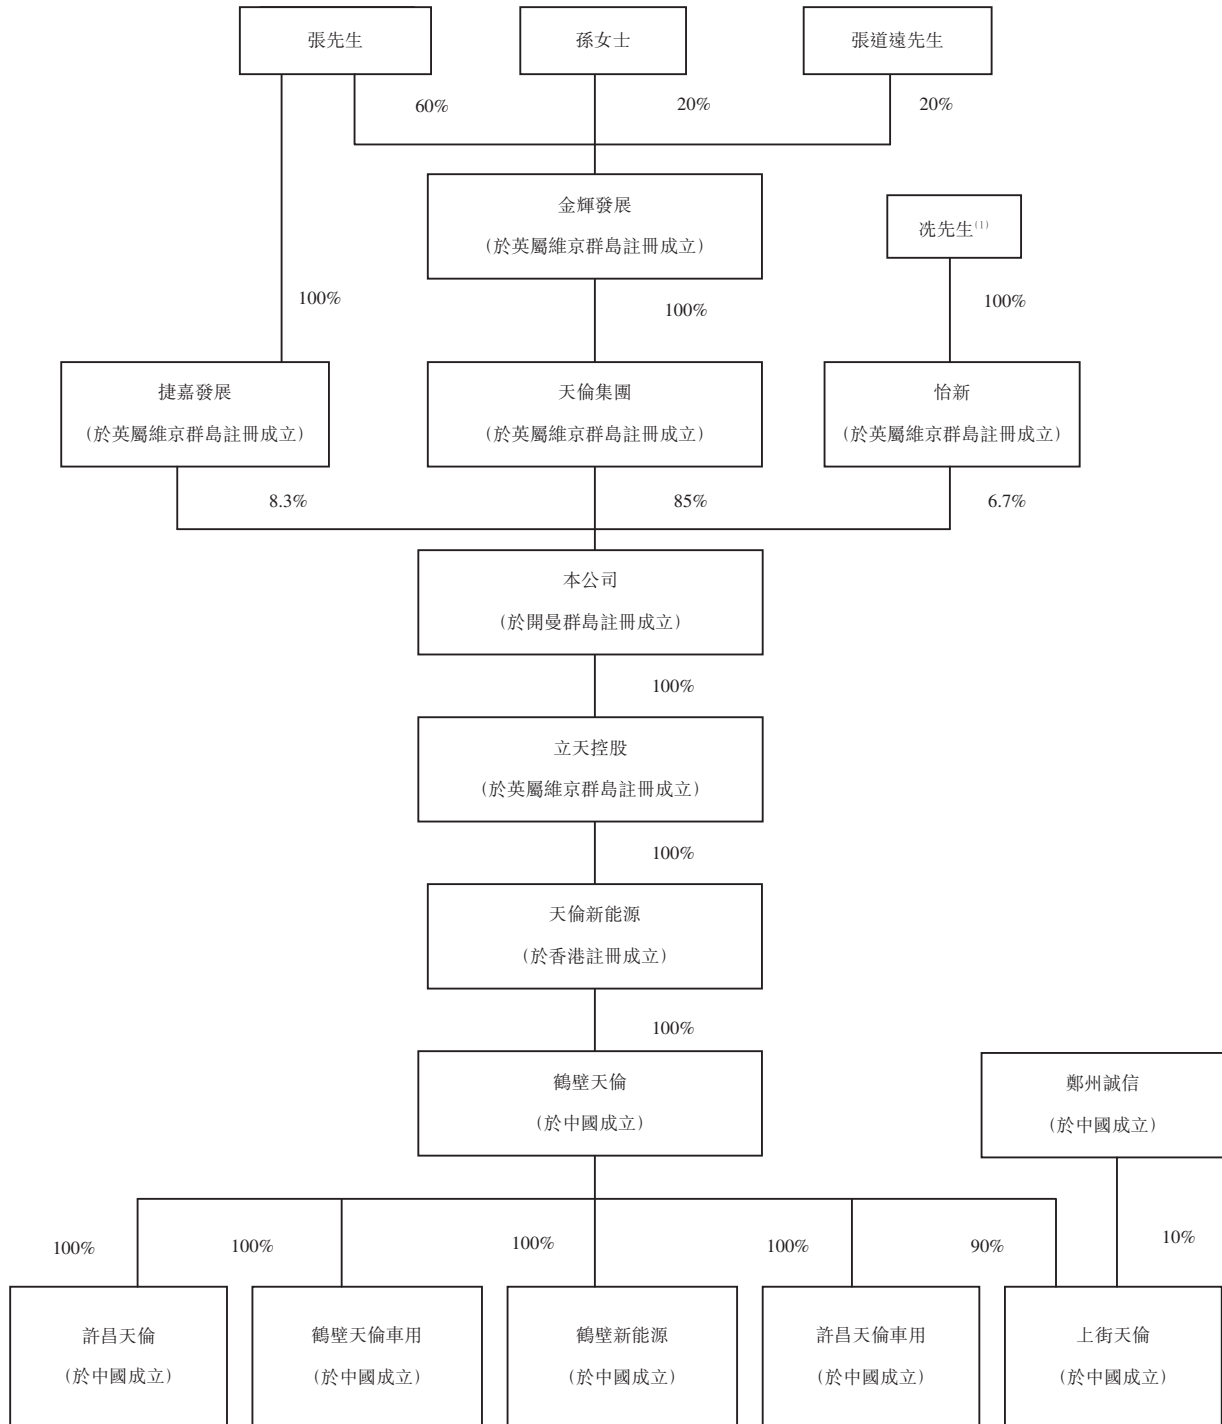 張先生
孫女士
張道遠先生
60%
20%
20%
金輝發展
(於英屬維京群島註冊成立)
冼先生(1)
100%
100%
100%
捷嘉發展
(於英屬維京群島註冊成立)
天倫集團
(於英屬維京群島註冊成立)
怡新
(於英屬維京群島註冊成立)
8.3%
85%
6.7%
本公司
(於開曼群島註冊成立)
100%
立天控股
(於英屬維京群島註冊成立)
100%
天倫新能源
(於香港註冊成立)
100%
鶴壁天倫
(於中國成立)
鄭州誠信
(於中國成立)
100%
100%
100%
100%
90%
10%
許昌天倫
(於中國成立)
鶴壁天倫車用
(於中國成立)
鶴壁新能源
(於中國成立)
許昌天倫車用
(於中國成立)
上街天倫
(於中國成立)